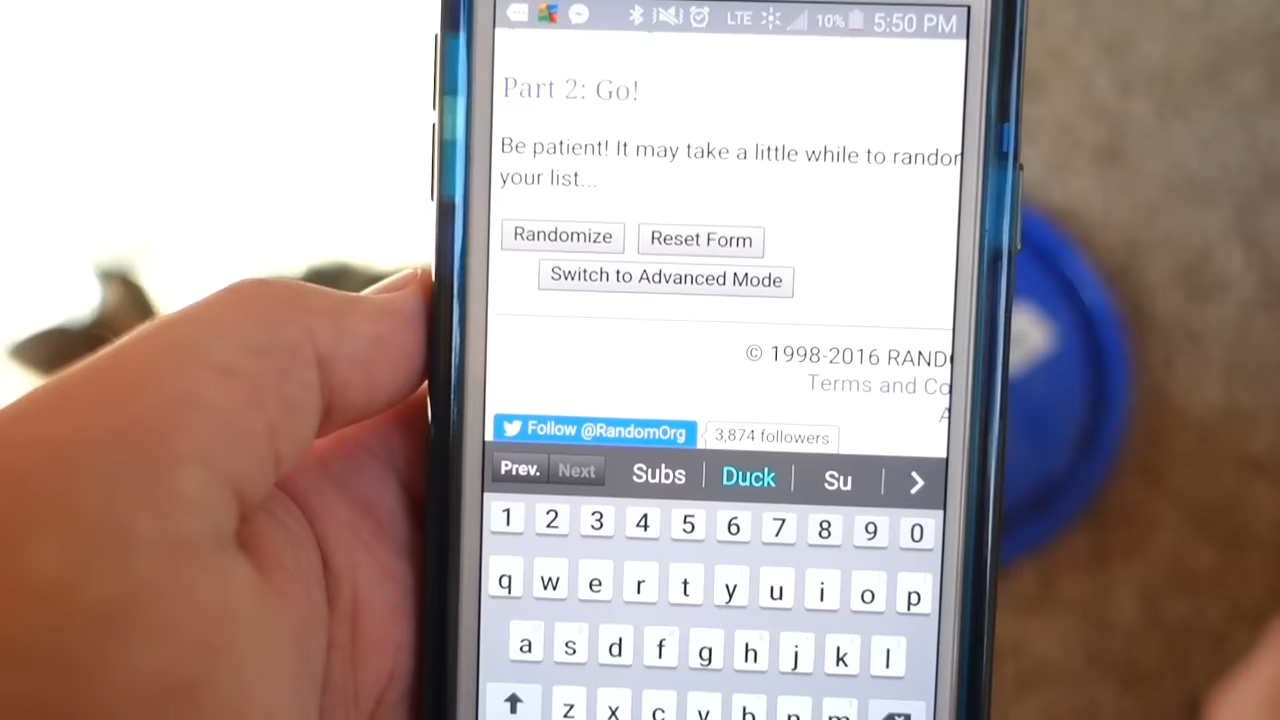 LTE 10% 5:50 PM
Part 2: Go!
Be patient! It may take a little while to randor
your list...
Randomize Reset Form
Switch to Advanced Mode
© 1998-2016 RAND
Terms and Co
A
Follow @RandomOrg 3,874 followers
Prev. Next Subs Duck Su >
1 2 3 4 5 6 7 8 9 0
q w e r t y u i o p
a s d f g h j k l
z x c v b n m